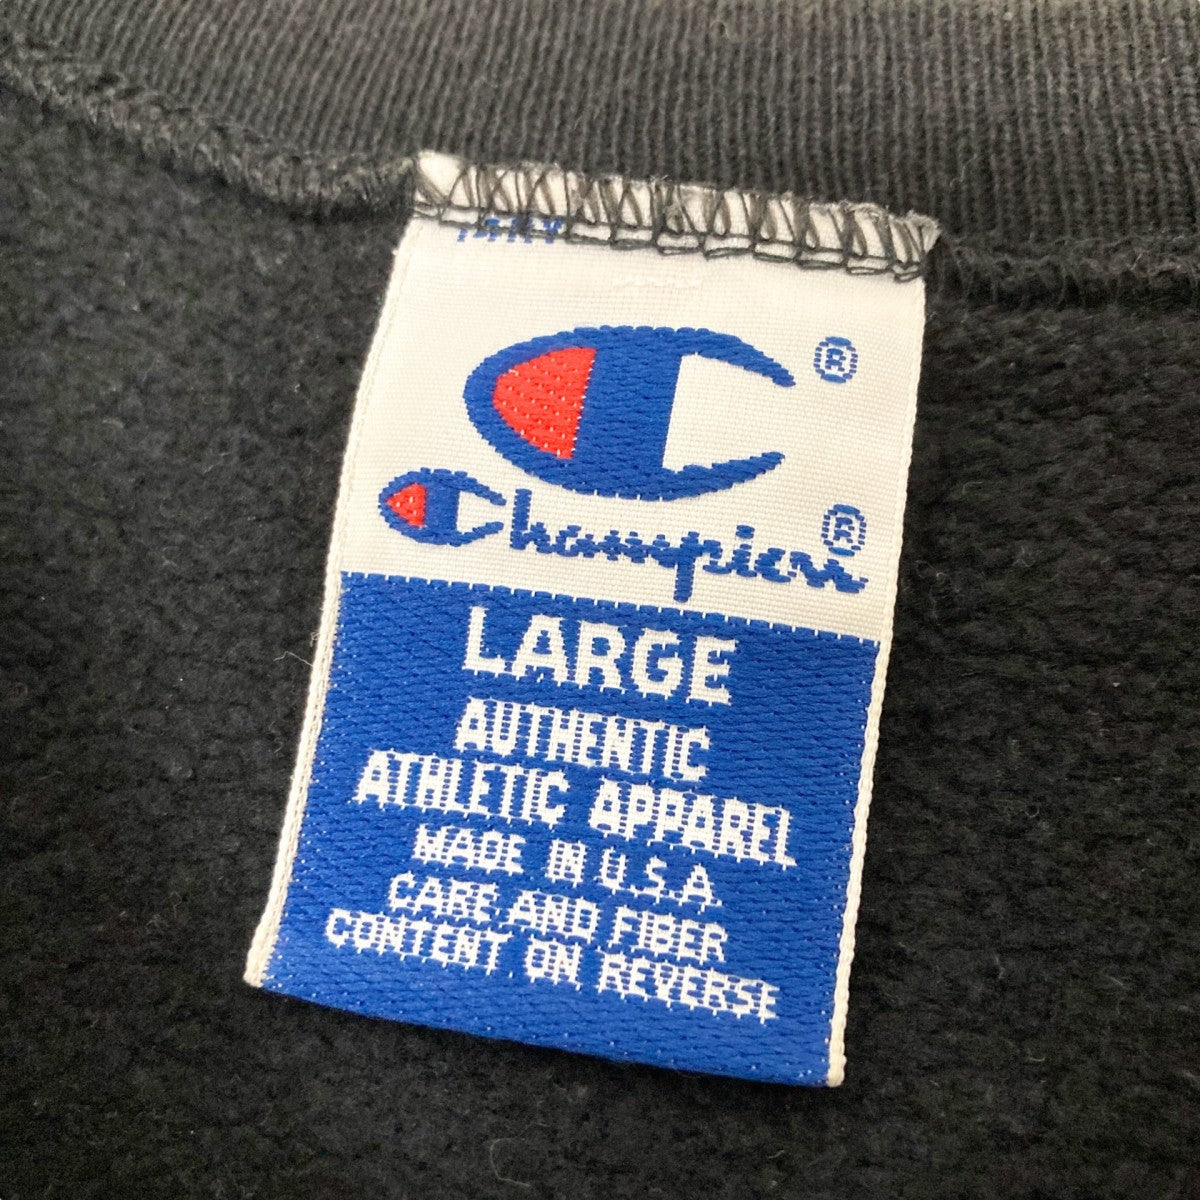 ®
Champion®
LARGE
AUTHENTIC
ATHLETIC APPAREL
MADE IN U.S.A.
CARE AND FIBER
CONTENT ON REVERSE